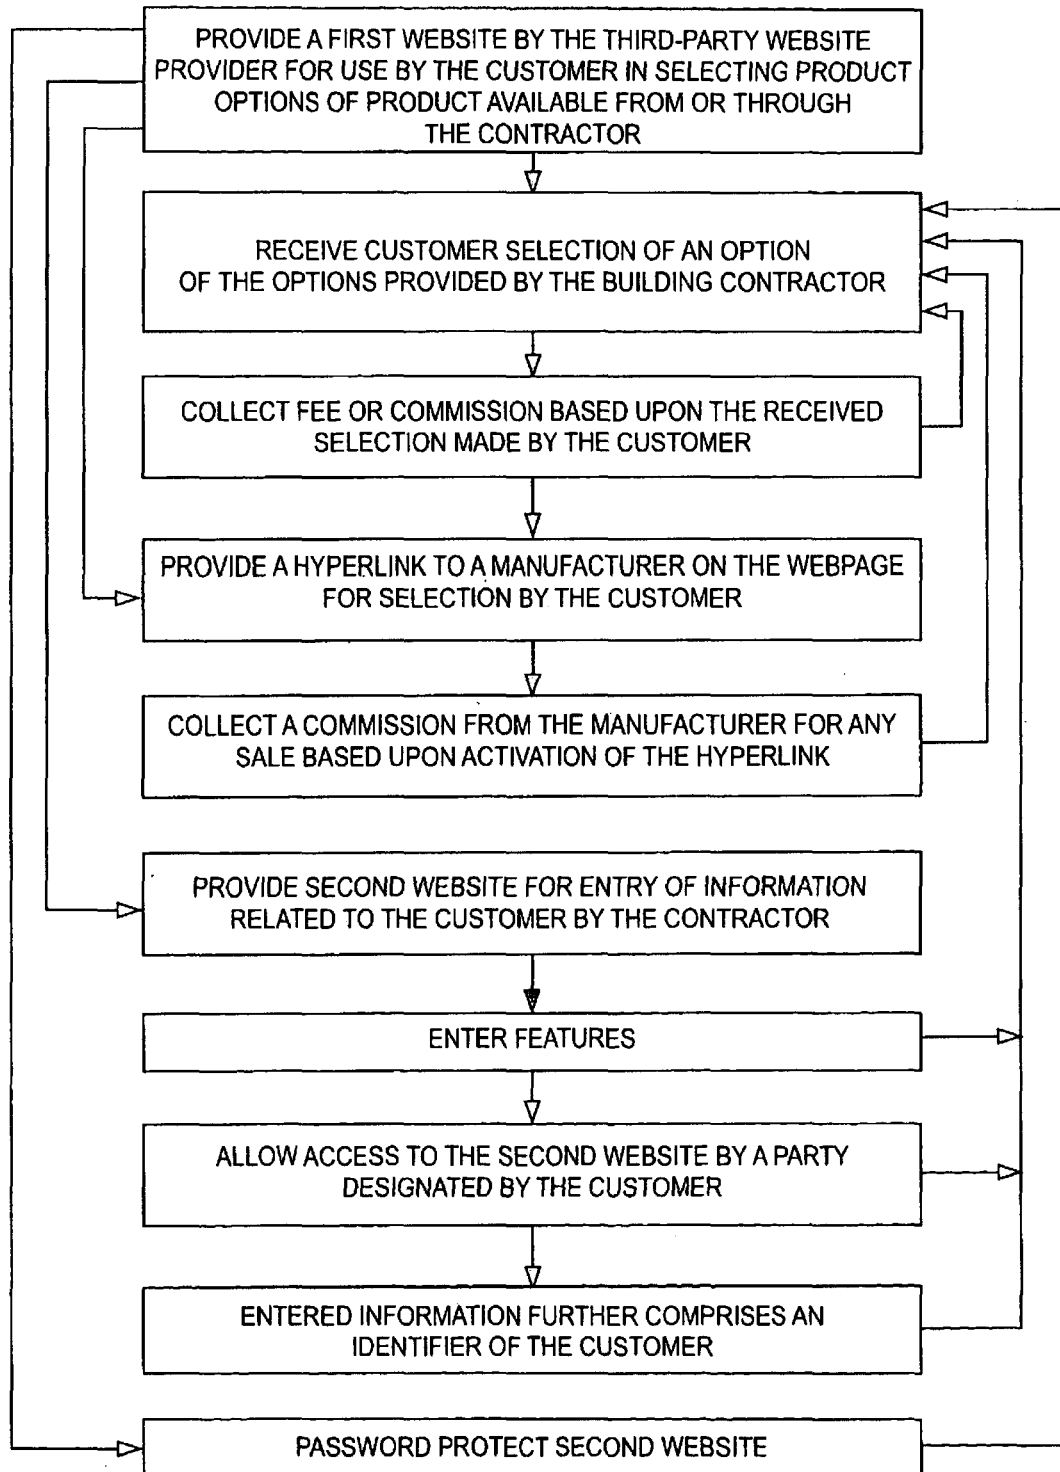 PROVIDE A FIRST WEBSITE BY THE THIRD-PARTY WEBSITE
PROVIDER FOR USE BY THE CUSTOMER IN SELECTING PRODUCT
OPTIONS OF PRODUCT AVAILABLE FROM OR THROUGH
THE CONTRACTOR
RECEIVE CUSTOMER SELECTION OF AN OPTION
OF THE OPTIONS PROVIDED BY THE BUILDING CONTRACTOR
COLLECT FEE OR COMMISSION BASED UPON THE RECEIVED
SELECTION MADE BY THE CUSTOMER
PROVIDE A HYPERLINK TO A MANUFACTURER ON THE WEBPAGE
FOR SELECTION BY THE CUSTOMER
COLLECT A COMMISSION FROM THE MANUFACTURER FOR ANY
SALE BASED UPON ACTIVATION OF THE HYPERLINK
PROVIDE SECOND WEBSITE FOR ENTRY OF INFORMATION
RELATED TO THE CUSTOMER BY THE CONTRACTOR
ENTER FEATURES
ALLOW ACCESS TO THE SECOND WEBSITE BY A PARTY
DESIGNATED BY THE CUSTOMER
ENTERED INFORMATION FURTHER COMPRISES AN
IDENTIFIER OF THE CUSTOMER
PASSWORD PROTECT SECOND WEBSITE